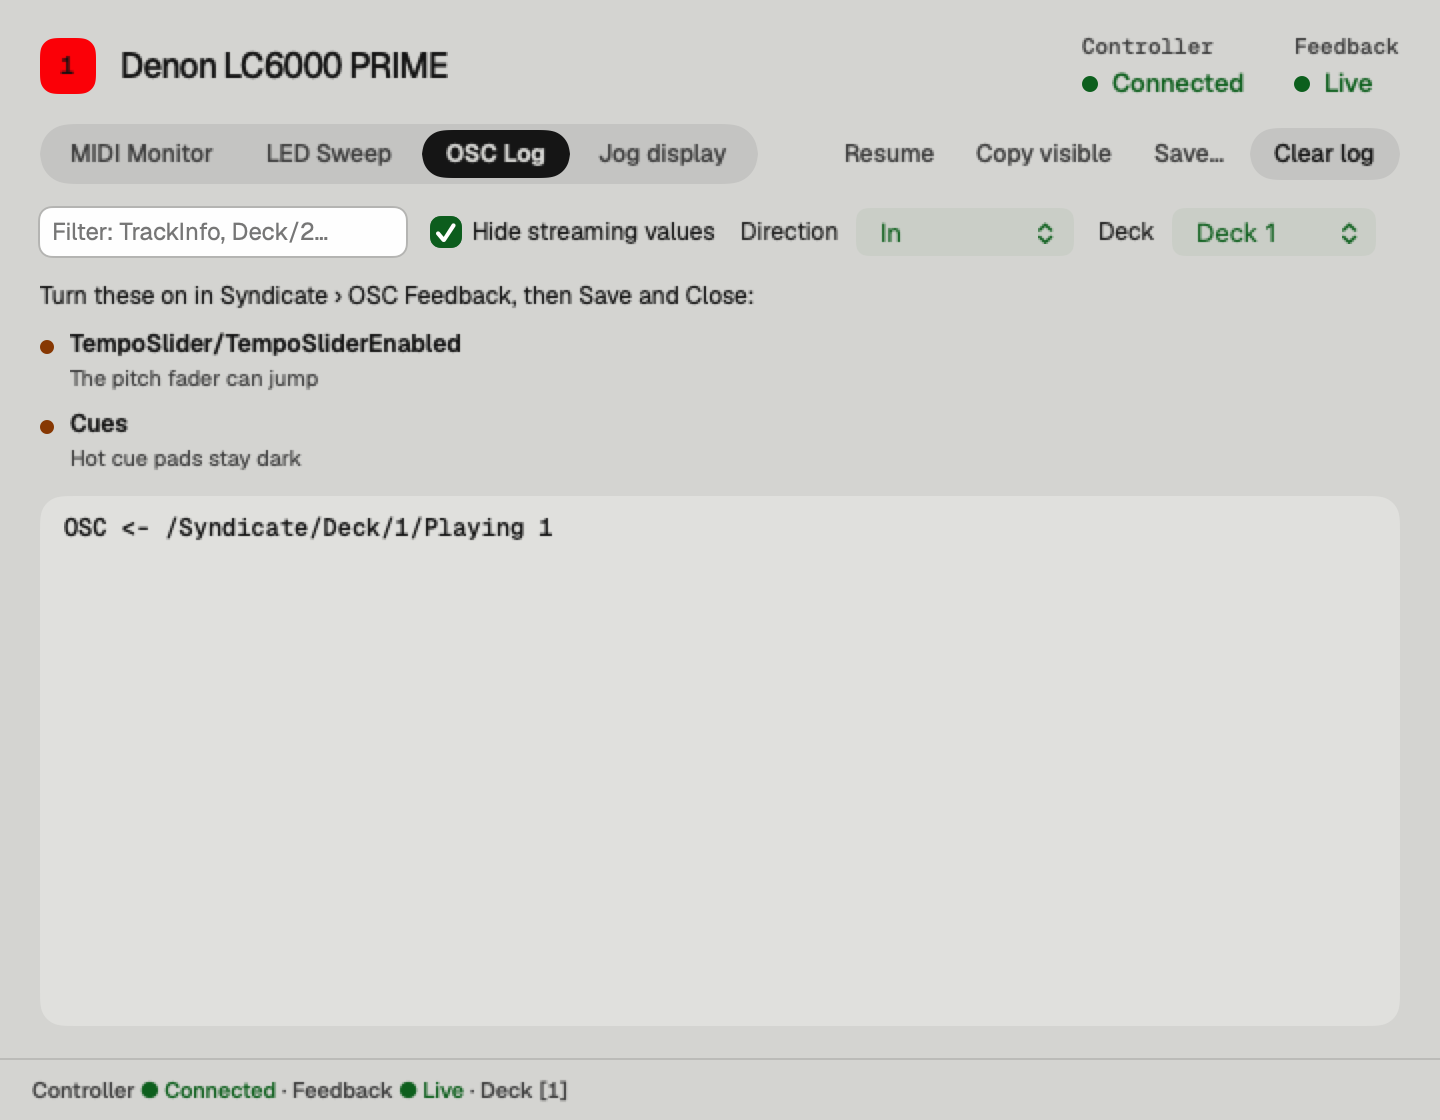 1
Denon LC6000 PRIME
Controller
Connected
Feedback
Live
MIDI Monitor
LED Sweep
OSC Log
Jog display
Resume
Copy visible
Save…
Clear log
Filter: TrackInfo, Deck/2…
Hide streaming values
Direction
In
Deck
Deck 1
Turn these on in Syndicate › OSC Feedback, then Save and Close:
TempoSlider/TempoSliderEnabled
The pitch fader can jump
Cues
Hot cue pads stay dark
OSC <- /Syndicate/Deck/1/Playing 1
Controller Connected · Feedback Live · Deck [1]